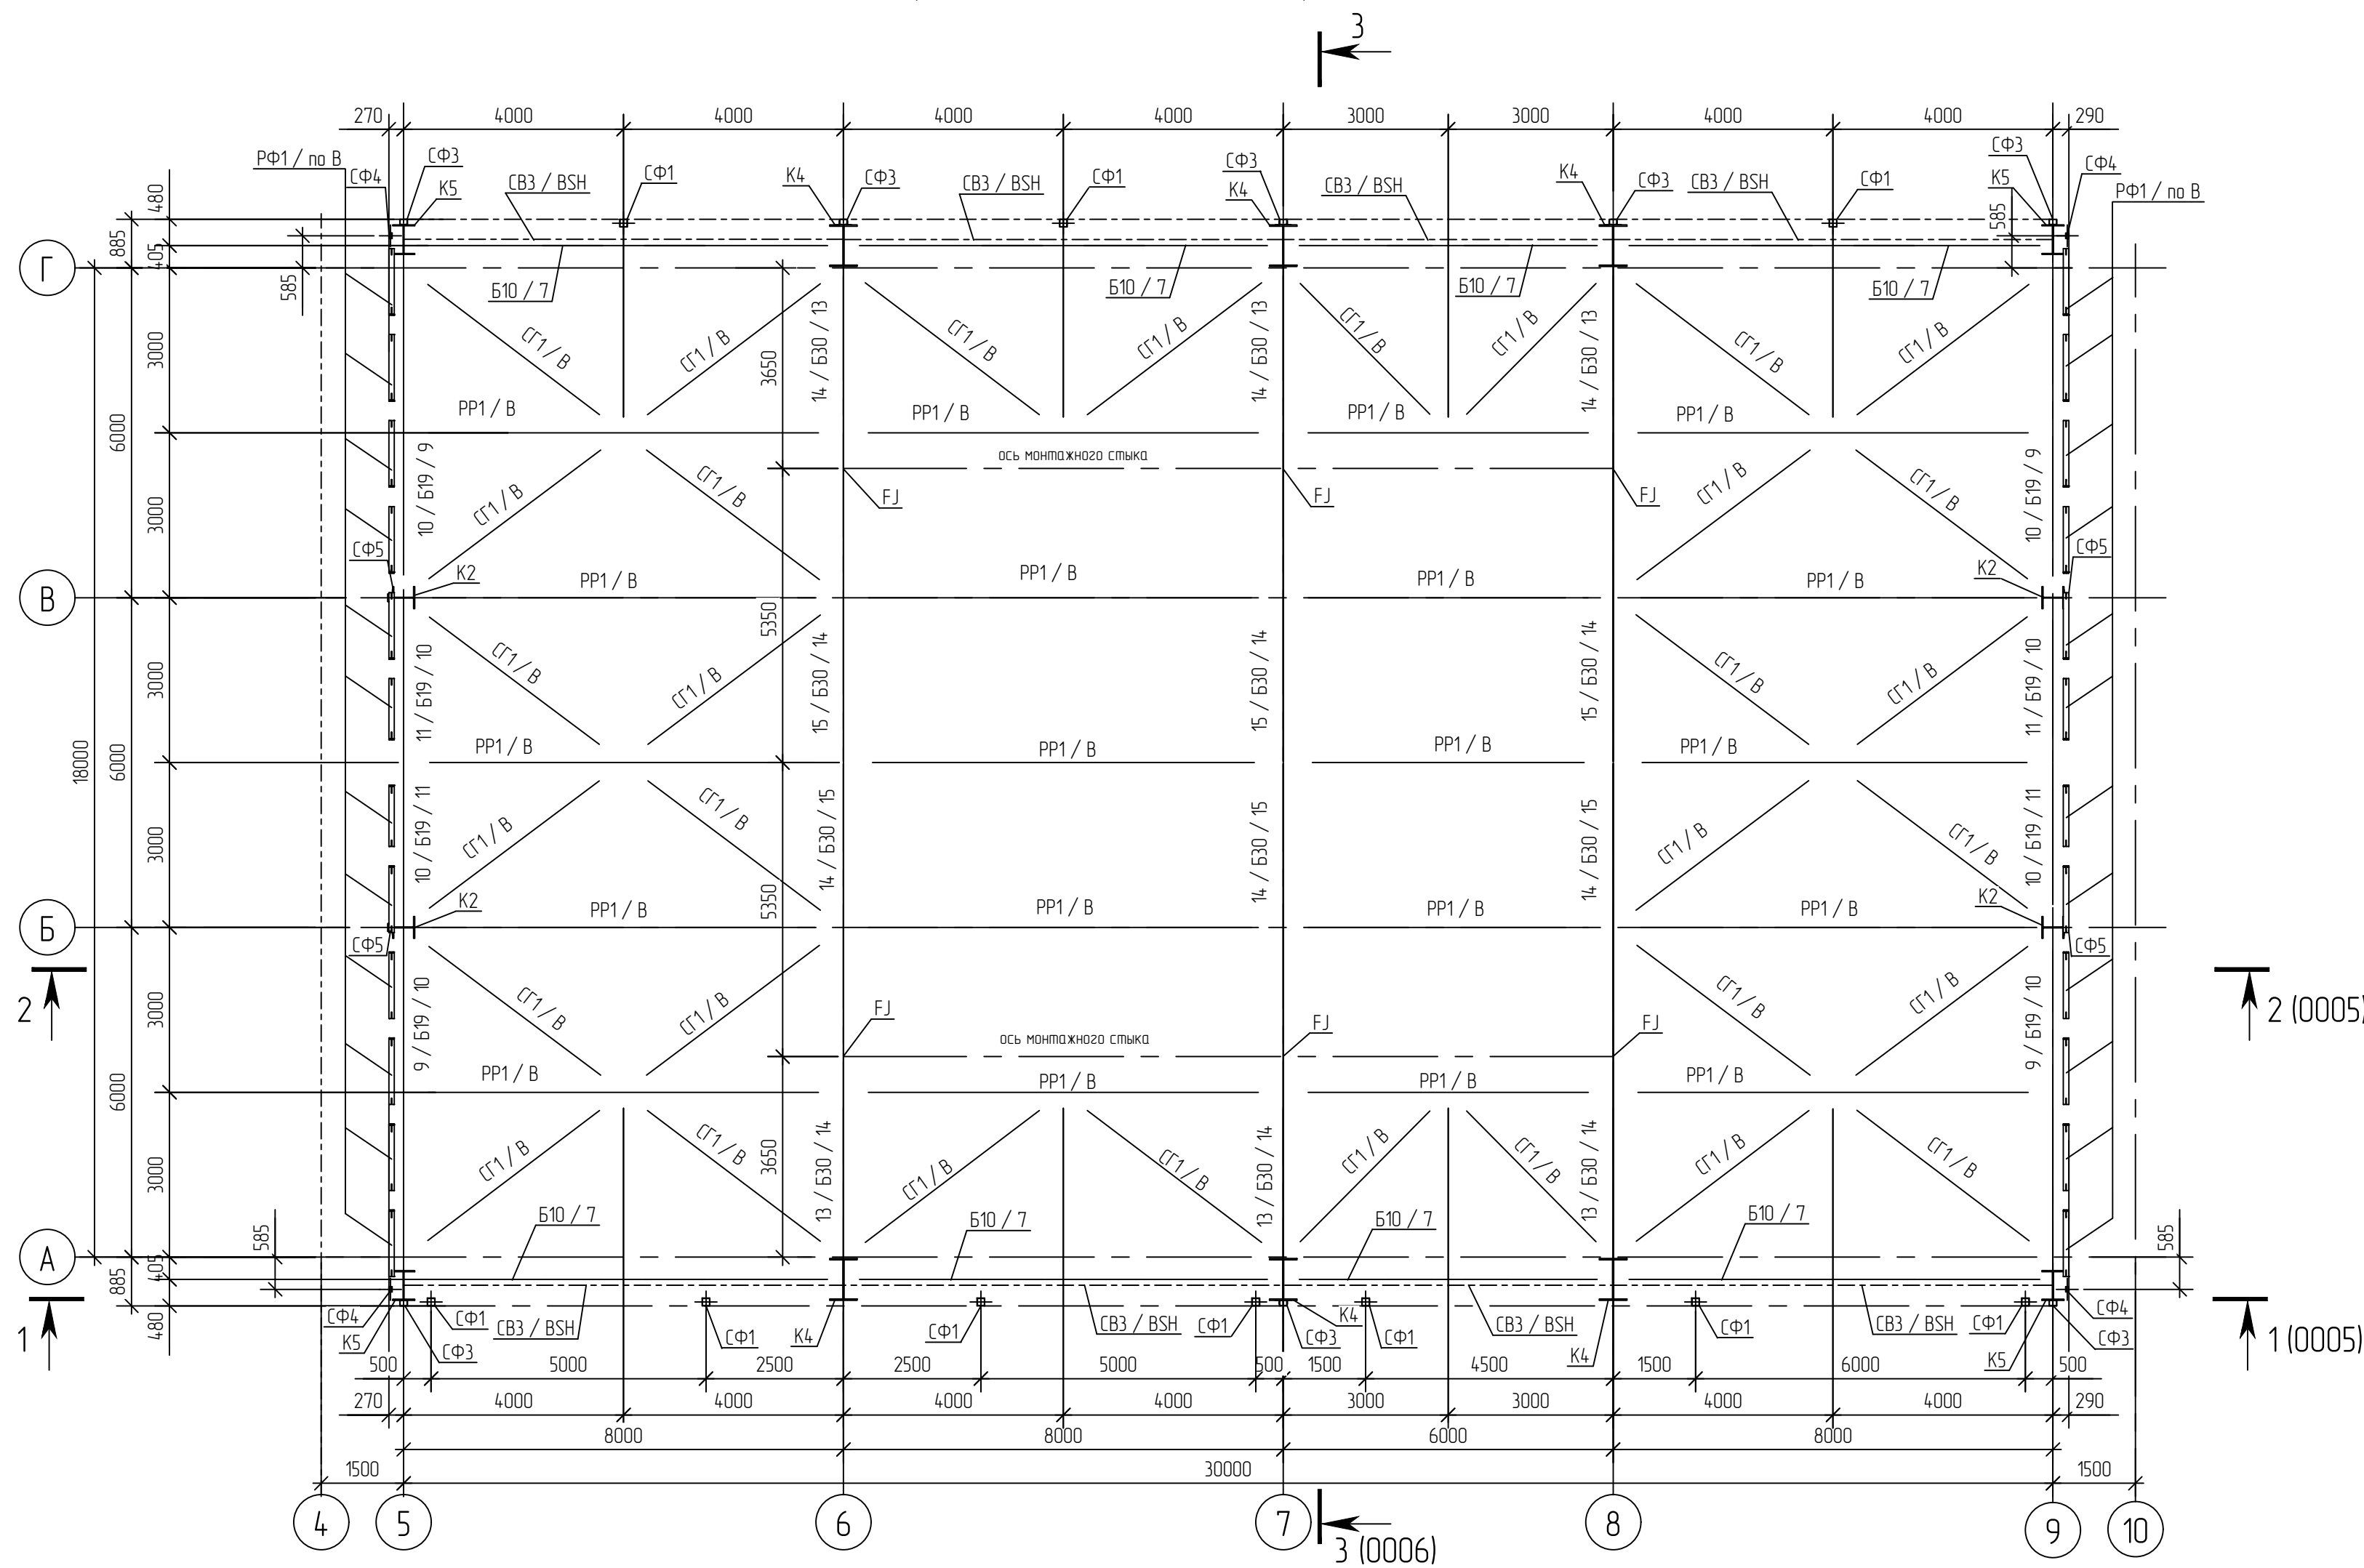 3
270 4000 4000 4000 4000 3000 3000 4000 4000 290
РФ1 / по В СФ4 СФ3 К5 СВ3 / BSH СФ1 К4 СФ3 СВ3 / BSH СФ1 СФ3 К4 СВ3 / BSH К4 СФ3 СВ3 / BSH СФ1 СФ3 К5 СФ4 РФ1 / по В
480
885
405
585
585
Г
Б10 / 7 Б10 / 7 Б10 / 7 Б10 / 7
СГ1 / В СГ1 / В СГ1 / В СГ1 / В СГ1 / В СГ1 / В СГ1 / В СГ1 / В
3000
3650
14 / Б30 / 13 14 / Б30 / 13 14 / Б30 / 13
РР1 / В РР1 / В РР1 / В РР1 / В
6000
10 / Б19 / 9 10 / Б19 / 9
ось монтажного стыка
СГ1 / В СГ1 / В СГ1 / В СГ1 / В
FJ FJ FJ
3000
СФ5 К2 К2 СФ5
В
РР1 / В РР1 / В РР1 / В РР1 / В
5350
СГ1 / В СГ1 / В СГ1 / В СГ1 / В
3000
11 / Б19 / 10 15 / Б30 / 14 15 / Б30 / 14 15 / Б30 / 14 11 / Б19 / 10
18000
6000
РР1 / В РР1 / В РР1 / В РР1 / В
СГ1 / В СГ1 / В СГ1 / В СГ1 / В
3000
10 / Б19 / 11 14 / Б30 / 15 14 / Б30 / 15 14 / Б30 / 15 10 / Б19 / 11
5350
К2 К2
РР1 / В РР1 / В РР1 / В РР1 / В
Б
СФ5 СФ5
2 2 (0005)
3000
9 / Б19 / 10 9 / Б19 / 10
СГ1 / В СГ1 / В СГ1 / В СГ1 / В
FJ FJ FJ
ось монтажного стыка
6000
РР1 / В РР1 / В РР1 / В РР1 / В
3000
3650
СГ1 / В СГ1 / В СГ1 / В СГ1 / В СГ1 / В СГ1 / В СГ1 / В СГ1 / В
13 / Б30 / 14 13 / Б30 / 14 13 / Б30 / 14
Б10 / 7 Б10 / 7 Б10 / 7 Б10 / 7
585
585
А
405
885
480
1 1 (0005)
СФ4 К5 СФ3 СФ1 СВ3 / BSH СФ1 К4 СФ1 СВ3 / BSH СФ1 СФ3 К4 СФ1 СВ3 / BSH К4 СФ1 СВ3 / BSH СФ1 К5 СФ4 СФ3
500 5000 2500 2500 5000 500 1500 4500 1500 6000 500
270 4000 4000 4000 4000 3000 3000 4000 4000 290
8000 8000 6000 8000
1500 30000 1500
4 5 6 7 8 9 10
3 (0006)